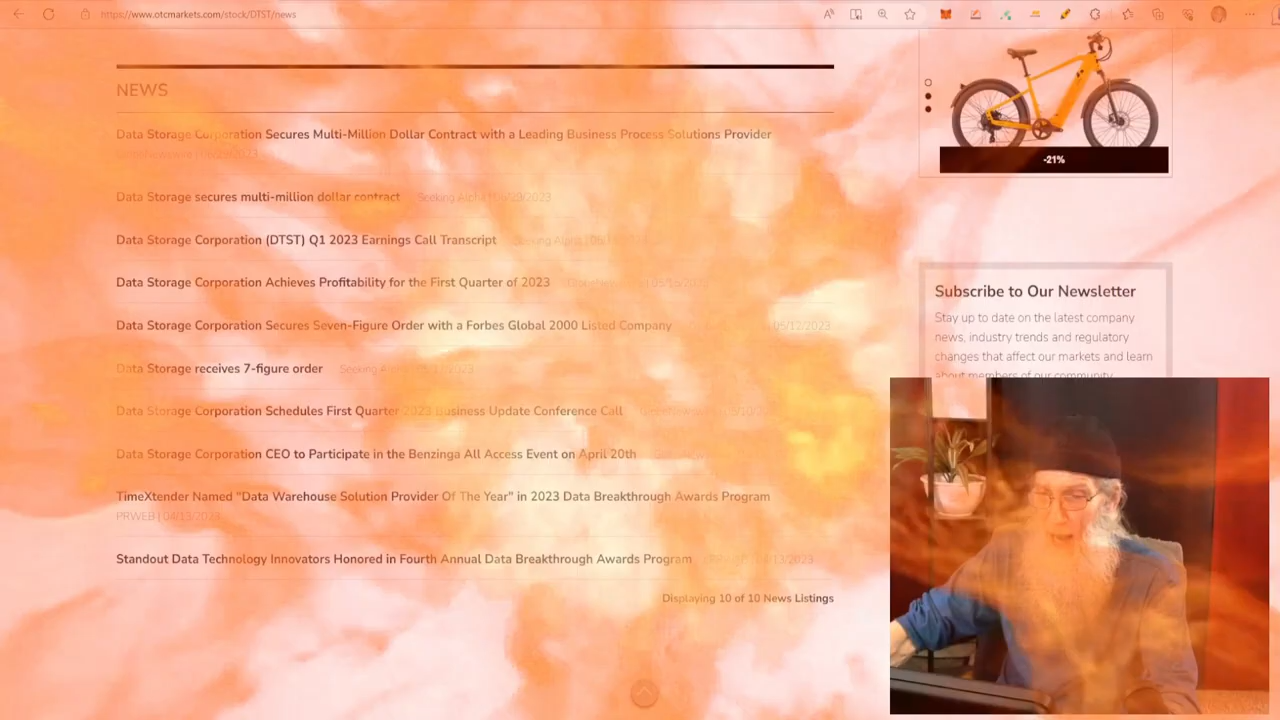 https://www.otcmarkets.com/stock/DTST/news
NEWS
Data Storage Corporation Secures Multi-Million Dollar Contract with a Leading Business Process Solutions Provider
Data Storage secures multi-million dollar contract Seeking Alpha
Data Storage Corporation (DTST) Q1 2023 Earnings Call Transcript
Data Storage Corporation Achieves Profitability for the First Quarter of 2023
Data Storage Corporation Secures Seven-Figure Order with a Forbes Global 2000 Listed Company 05/12/2023
Data Storage receives 7-figure order
Data Storage Corporation Schedules First Quarter 2023 Business Update Conference Call
Data Storage Corporation CEO to Participate in the Benzinga All Access Event on April 20th
TimeXtender Named "Data Warehouse Solution Provider Of The Year" in 2023 Data Breakthrough Awards Program
PRWEB | 04/13/2023
Standout Data Technology Innovators Honored in Fourth Annual Data Breakthrough Awards Program
Displaying 10 of 10 News Listings
-21%
Subscribe to Our Newsletter
Stay up to date on the latest company
news, industry trends and regulatory
changes that affect our markets and learn
about members of our community